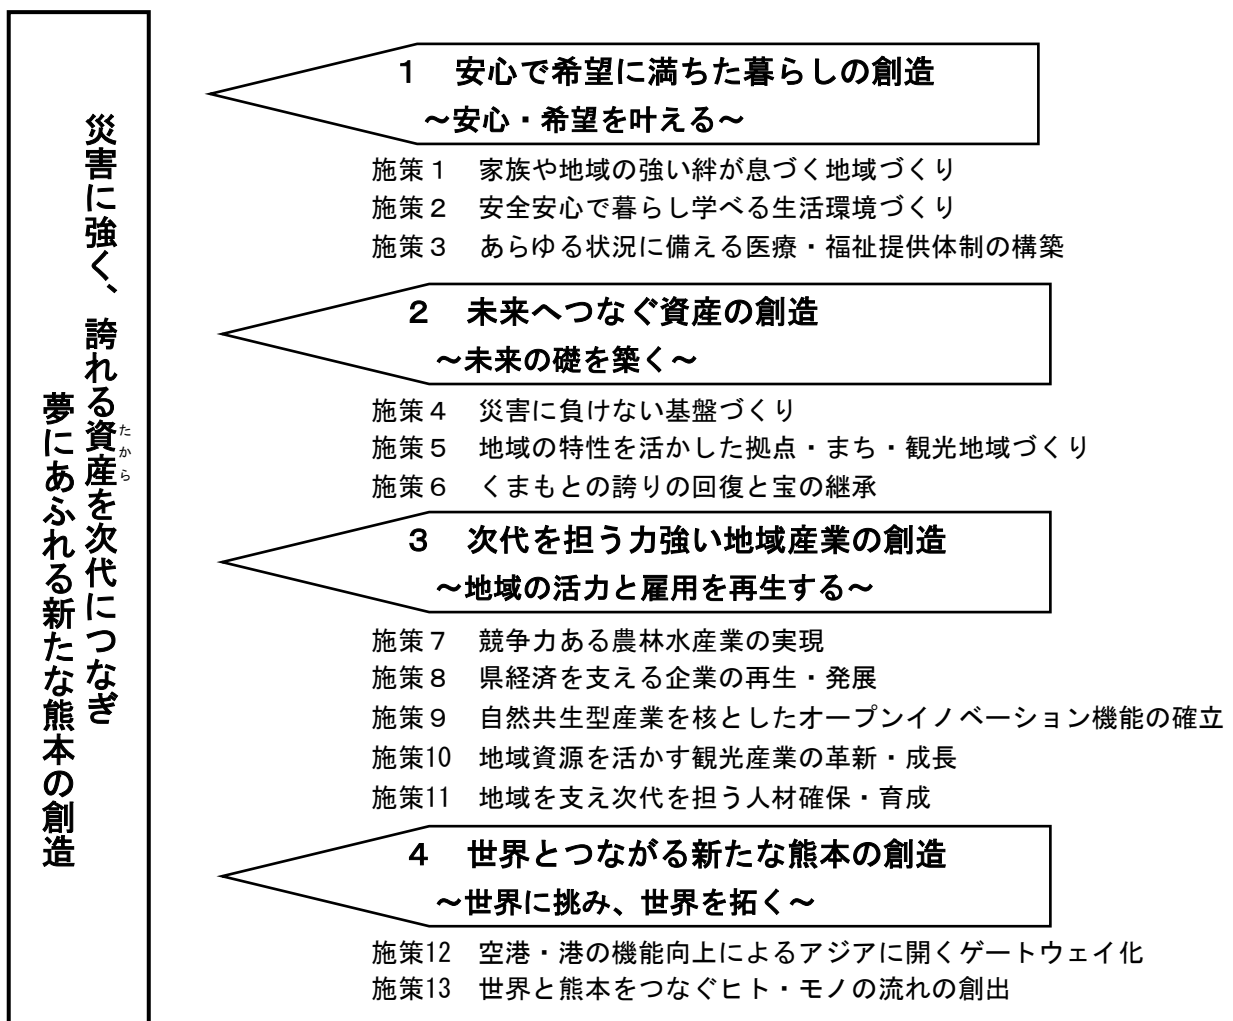 災害に強く、誇れる資産を次代につなぎ
たから
夢にあふれる新たな熊本の創造
１　安心で希望に満ちた暮らしの創造
～安心・希望を叶える～
施策１　家族や地域の強い絆が息づく地域づくり
施策２　安全安心で暮らし学べる生活環境づくり
施策３　あらゆる状況に備える医療・福祉提供体制の構築
２　未来へつなぐ資産の創造
～未来の礎を築く～
施策４　災害に負けない基盤づくり
施策５　地域の特性を活かした拠点・まち・観光地域づくり
施策６　くまもとの誇りの回復と宝の継承
３　次代を担う力強い地域産業の創造
～地域の活力と雇用を再生する～
施策７　競争力ある農林水産業の実現
施策８　県経済を支える企業の再生・発展
施策９　自然共生型産業を核としたオープンイノベーション機能の確立
施策10　地域資源を活かす観光産業の革新・成長
施策11　地域を支え次代を担う人材確保・育成
４　世界とつながる新たな熊本の創造
～世界に挑み、世界を拓く～
施策12　空港・港の機能向上によるアジアに開くゲートウェイ化
施策13　世界と熊本をつなぐヒト・モノの流れの創出